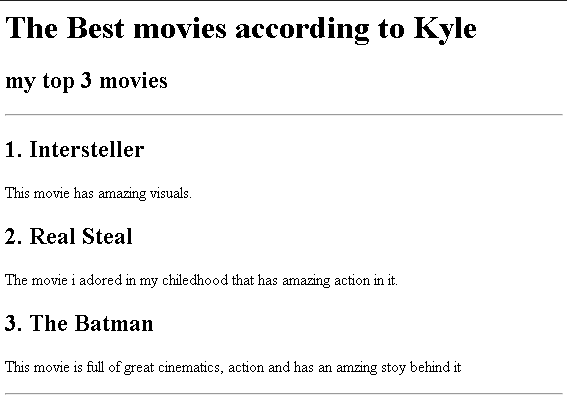 The Best movies according to Kyle
my top 3 movies
1. Intersteller
This movie has amazing visuals.
2. Real Steal
The movie i adored in my chiledhood that has amazing action in it.
3. The Batman
This movie is full of great cinematics, action and has an amzing stoy behind it